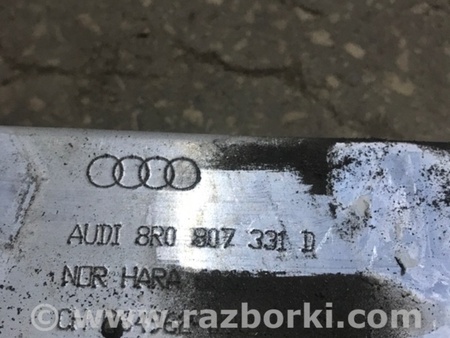 AUDI 8R0 807 331 D
NOR HARA
© www.razborki.com